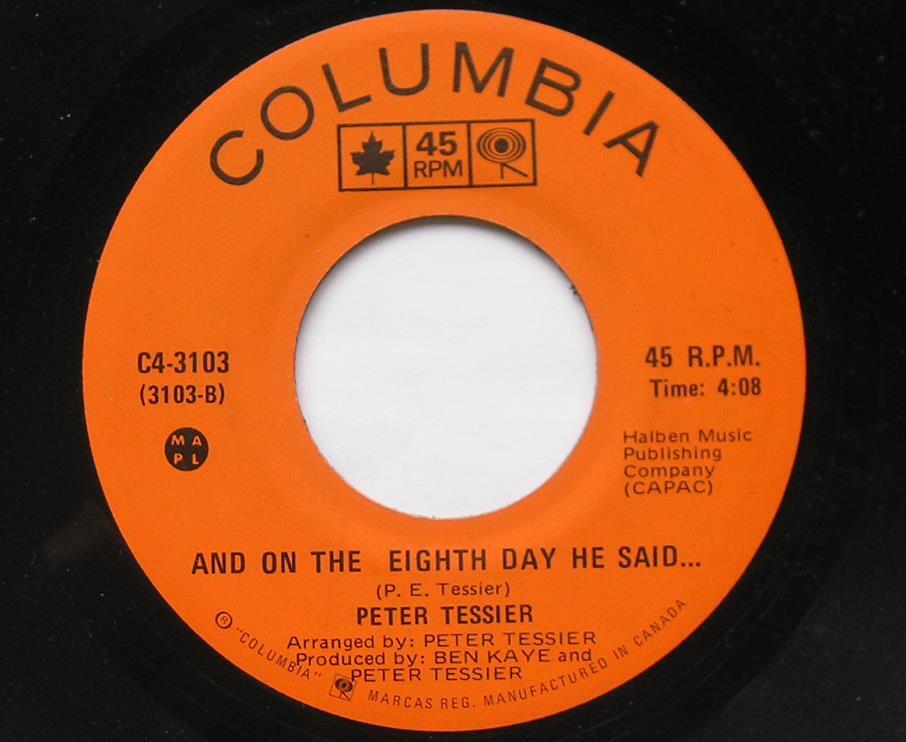 COLUMBIA
45
RPM
C4-3103
(3103-B)
M A
P L
45 R.P.M.
Time: 4:08
Halben Music
Publishing
Company
(CAPAC)
AND ON THE EIGHTH DAY HE SAID...
(P. E. Tessier)
PETER TESSIER
Arranged by: PETER TESSIER
Produced by: BEN KAYE and
PETER TESSIER
® "COLUMBIA" MARCAS REG. MANUFACTURED IN CANADA